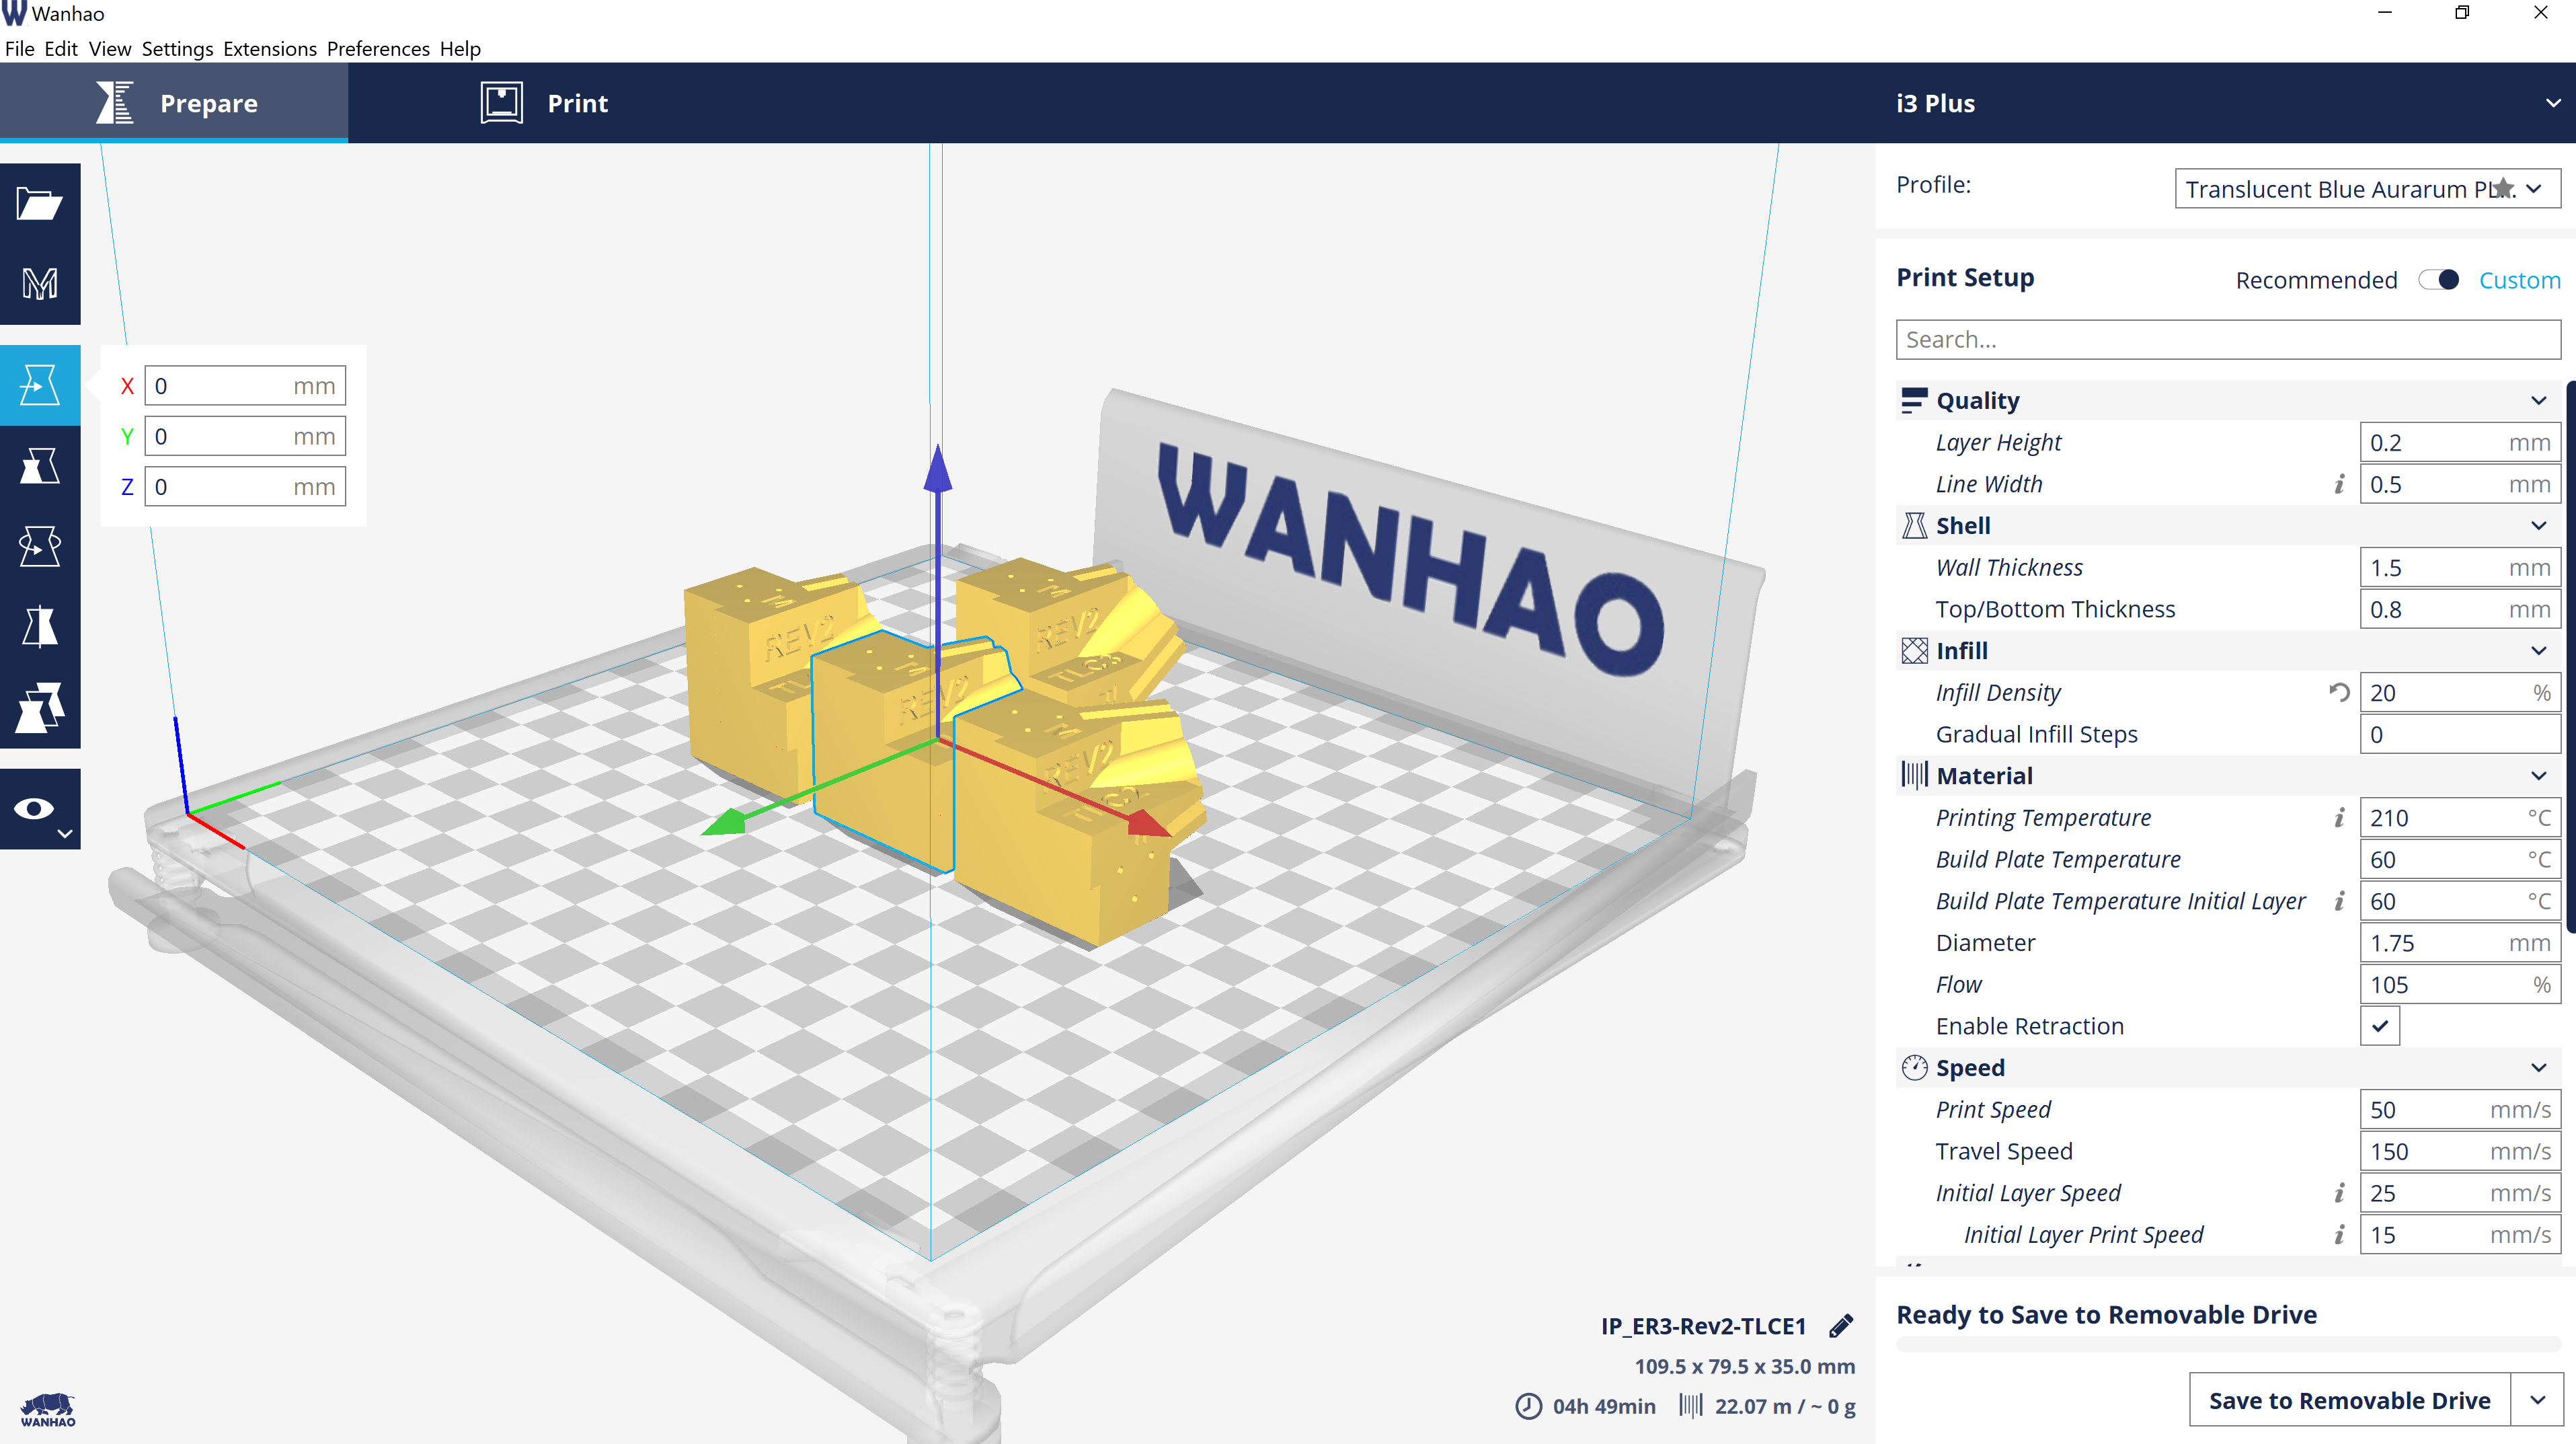 Wanhao
File Edit View Settings Extensions Preferences Help
Prepare
Print
i3 Plus
Profile:
Translucent Blue Aurarum PL...
Print Setup
Recommended
Custom
Search...
X 0 mm
Y 0 mm
Z 0 mm
Quality
Layer Height 0.2 mm
Line Width i 0.5 mm
Shell
Wall Thickness 1.5 mm
Top/Bottom Thickness 0.8 mm
Infill
Infill Density 20 %
Gradual Infill Steps 0
Material
Printing Temperature i 210 °C
Build Plate Temperature 60 °C
Build Plate Temperature Initial Layer i 60 °C
Diameter 1.75 mm
Flow 105 %
Enable Retraction
Speed
Print Speed 50 mm/s
Travel Speed 150 mm/s
Initial Layer Speed i 25 mm/s
Initial Layer Print Speed i 15 mm/s
WANHAO
REV2
REV2
TLC3
REV2
REV2
IP_ER3-Rev2-TLCE1
109.5 x 79.5 x 35.0 mm
04h 49min
22.07 m / ~ 0 g
Ready to Save to Removable Drive
Save to Removable Drive
WANHAO